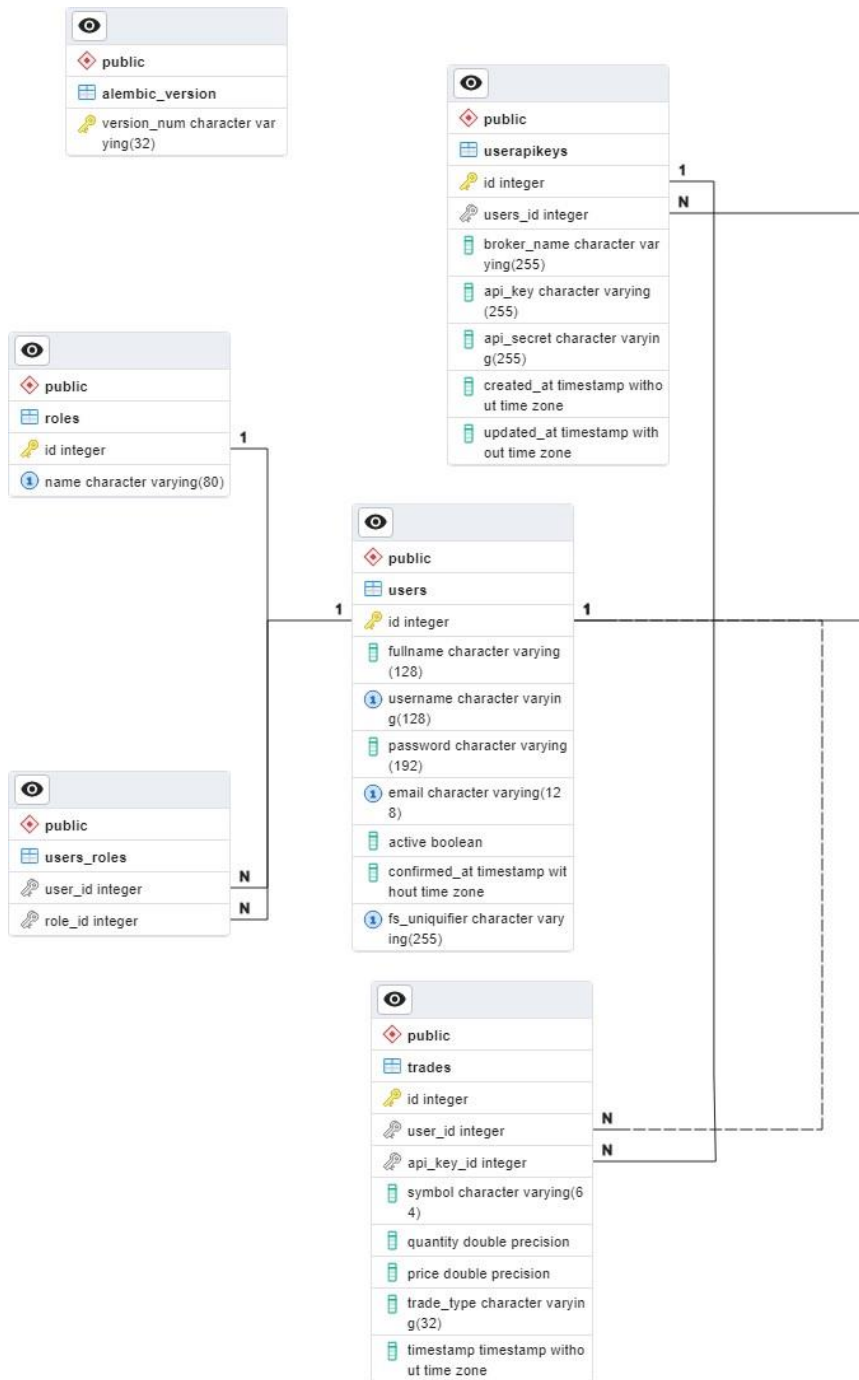 public
alembic_version
version_num character var
ying(32)
public
userapikeys
id integer
1
users_id integer
N
broker_name character var
ying(255)
api_key character varying
(255)
api_secret character varyin
g(255)
created_at timestamp witho
ut time zone
updated_at timestamp with
out time zone
public
roles
id integer
1
1 name character varying(80)
public
users
1
id integer
1
fullname character varying
(128)
1 username character varyin
g(128)
password character varying
(192)
1 email character varying(12
8)
active boolean
confirmed_at timestamp wit
hout time zone
1 fs_uniquifier character vary
ing(255)
public
users_roles
user_id integer
N
role_id integer
N
public
trades
id integer
user_id integer
N
api_key_id integer
N
symbol character varying(6
4)
quantity double precision
price double precision
trade_type character varyin
g(32)
timestamp timestamp witho
ut time zone